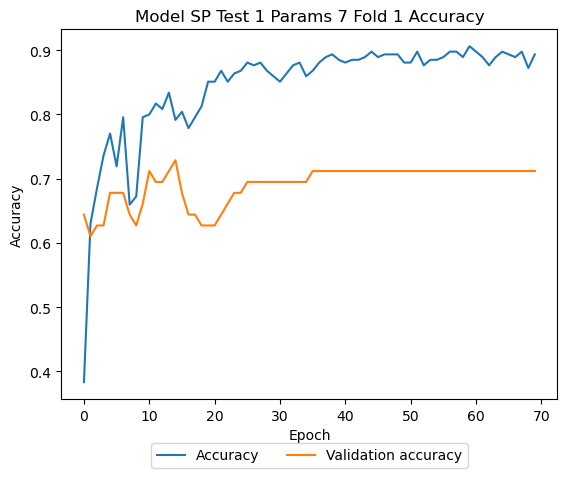 Model SP Test 1 Params 7 Fold 1 Accuracy
0.9
0.8
0.7
0.6
0.5
0.4
Accuracy
0 10 20 30 40 50 60 70
Epoch
Accuracy Validation accuracy